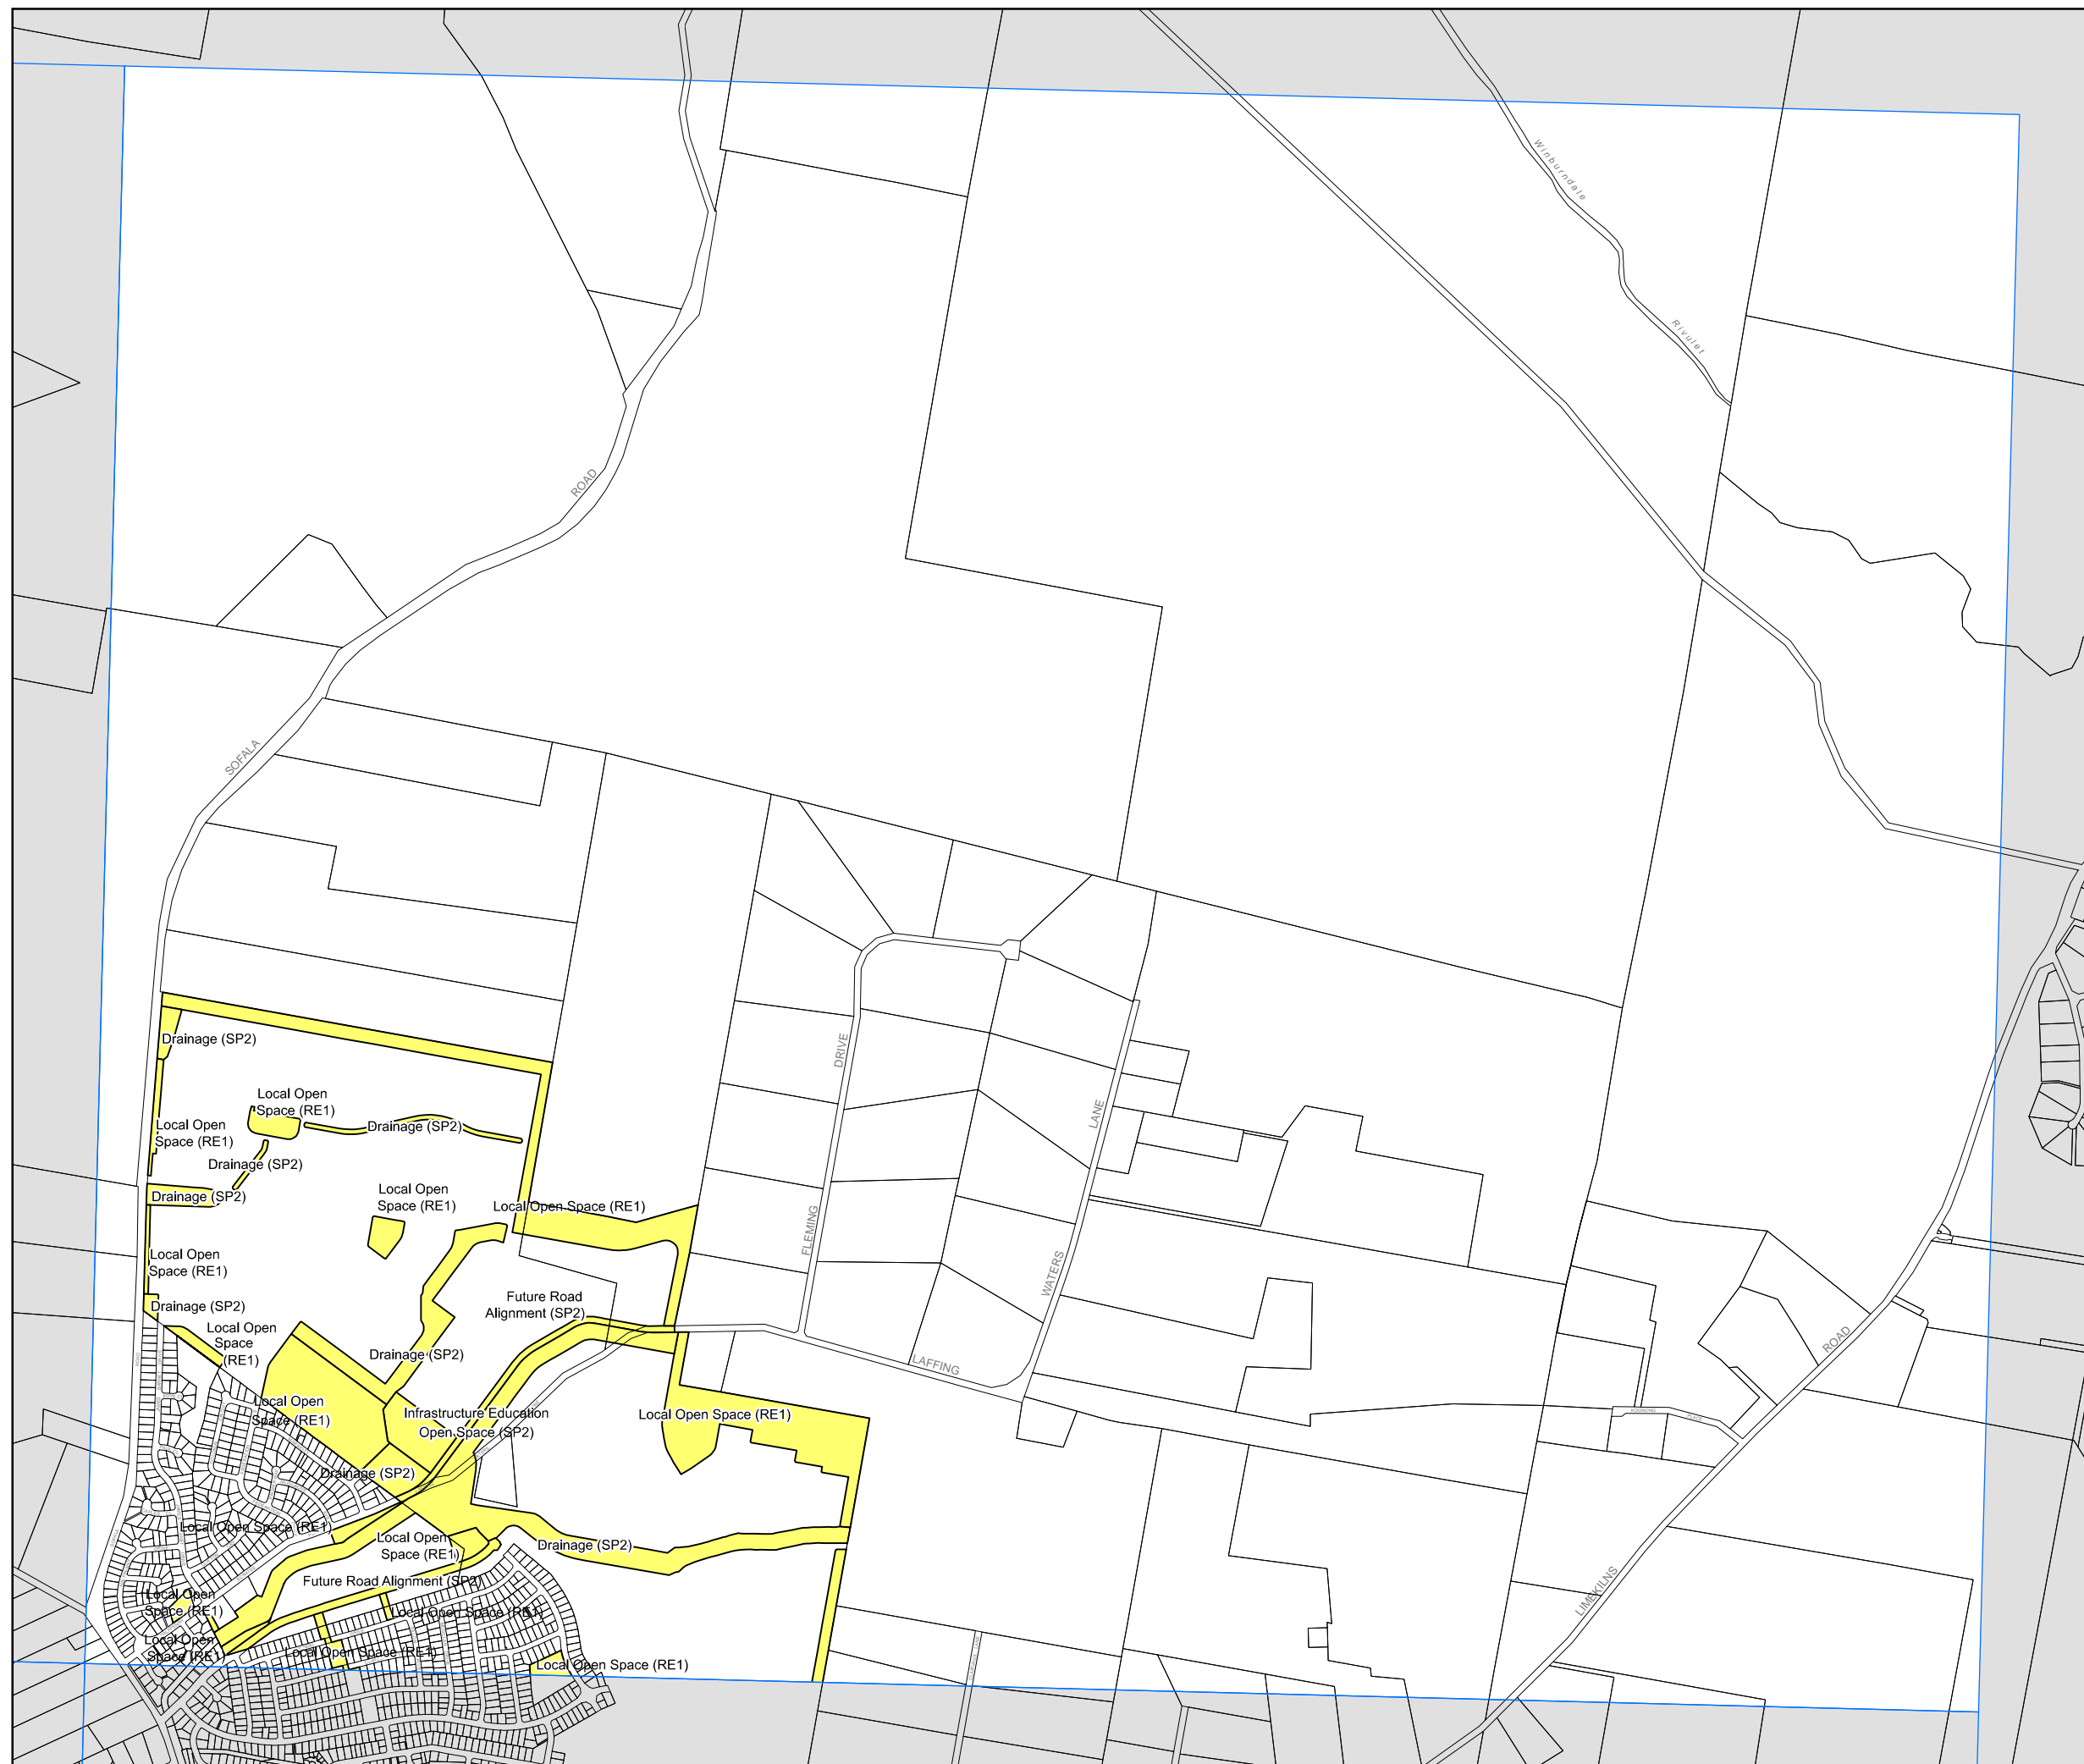 Winburndale
Rivulet
ROAD
SOFALA
Drainage (SP2)
Local Open
Space (RE1)
Drainage (SP2)
Local Open
Space (RE1)
Drainage (SP2)
Drainage (SP2)
Local Open
Space (RE1)
Local Open Space (RE1)
Local Open
Space (RE1)
Drainage (SP2)
Future Road
Alignment (SP2)
Local Open
Space
(RE1)
Drainage (SP2)
DRIVE
FLEMING
LANE
WATERS
LAFFING
Local Open
Space (RE1)
Infrastructure Education
Open Space (SP2)
Local Open Space (RE1)
Drainage (SP2)
Local Open Space (RE1)
Local Open
Space (RE1)
Drainage (SP2)
Future Road Alignment (SP2)
Local Open
Space (RE1)
Local Open Space (RE1)
Local Open
Space (RE1)
Local Open Space (RE1)
Local Open Space (RE1)
ROAD
LIMEKILNS